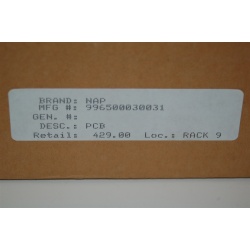 BRAND: NAP
MFG #: 996500030031
GEN. #:
DESC.: PCB
Retail: 429.00 Loc.: RACK 9